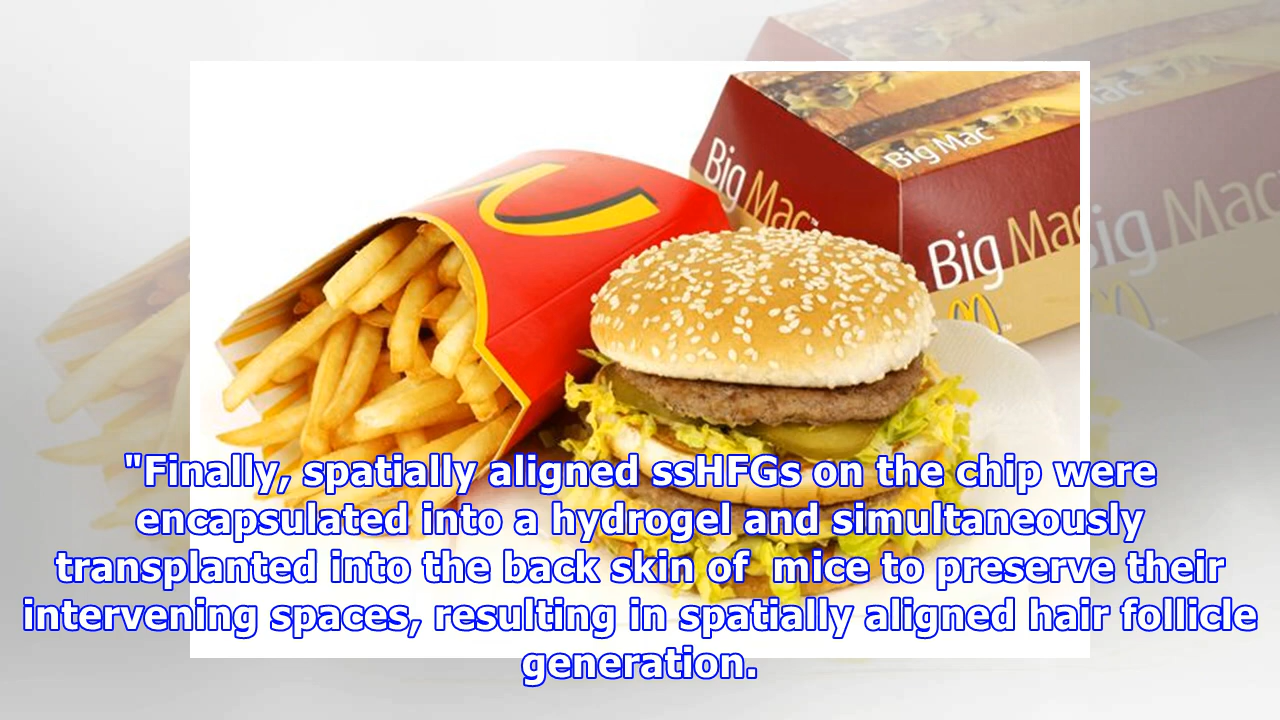 Big Mac
Big Mac
Big Mac
Big Mac
"Finally, spatially aligned ssHFGs on the chip were
encapsulated into a hydrogel and simultaneously
transplanted into the back skin of  mice to preserve their
intervening spaces, resulting in spatially aligned hair follicle
generation.